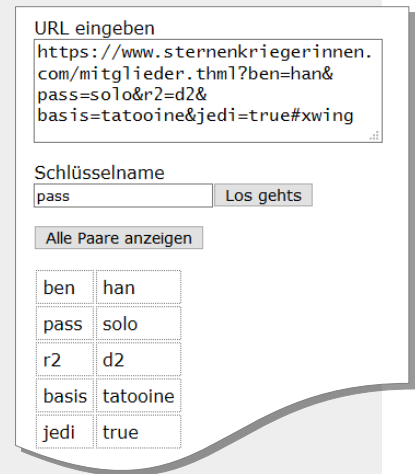 URL eingeben
https://www.sternenkriegerinnen.
com/mitglieder.thml?ben=han&
pass=solo&r2=d2&
basis=tatooine&jedi=true#xwing
Schlüsselname
pass Los gehts
Alle Paare anzeigen
ben han
pass solo
r2 d2
basis tatooine
jedi true